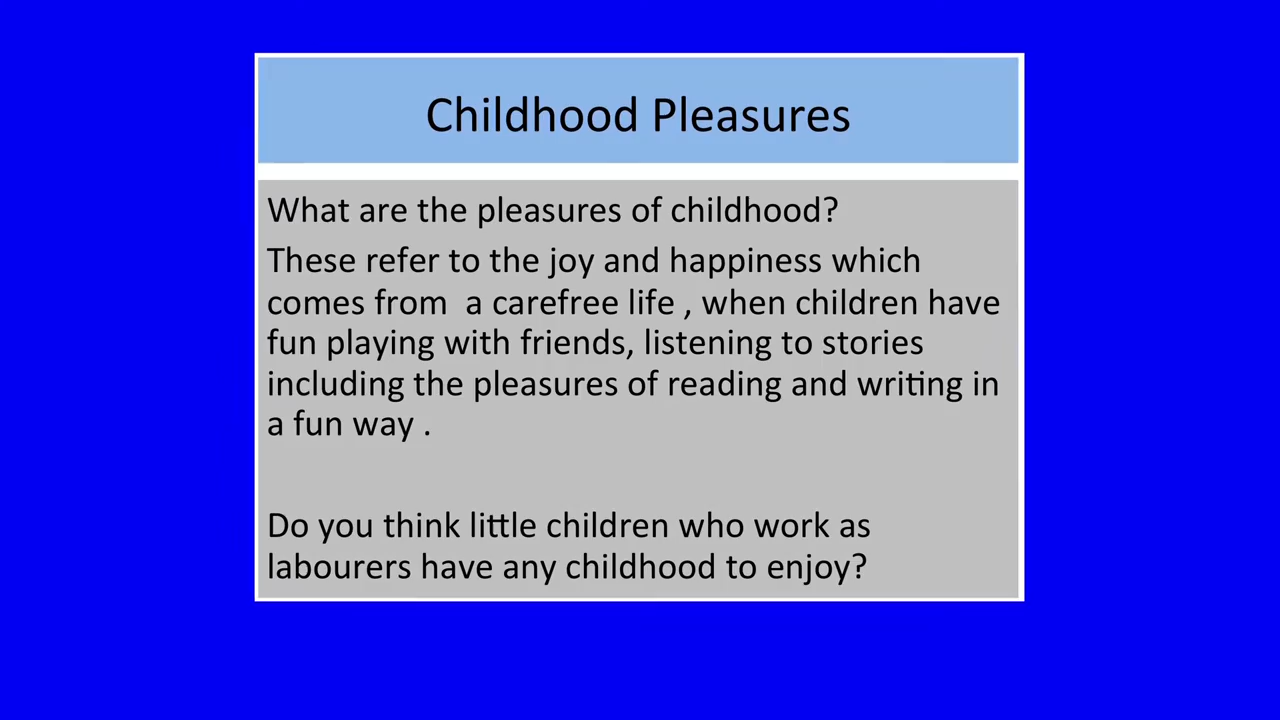 Childhood Pleasures
What are the pleasures of childhood?
These refer to the joy and happiness which
comes from  a carefree life , when children have
fun playing with friends, listening to stories
including the pleasures of reading and writing in
a fun way .
Do you think little children who work as
labourers have any childhood to enjoy?